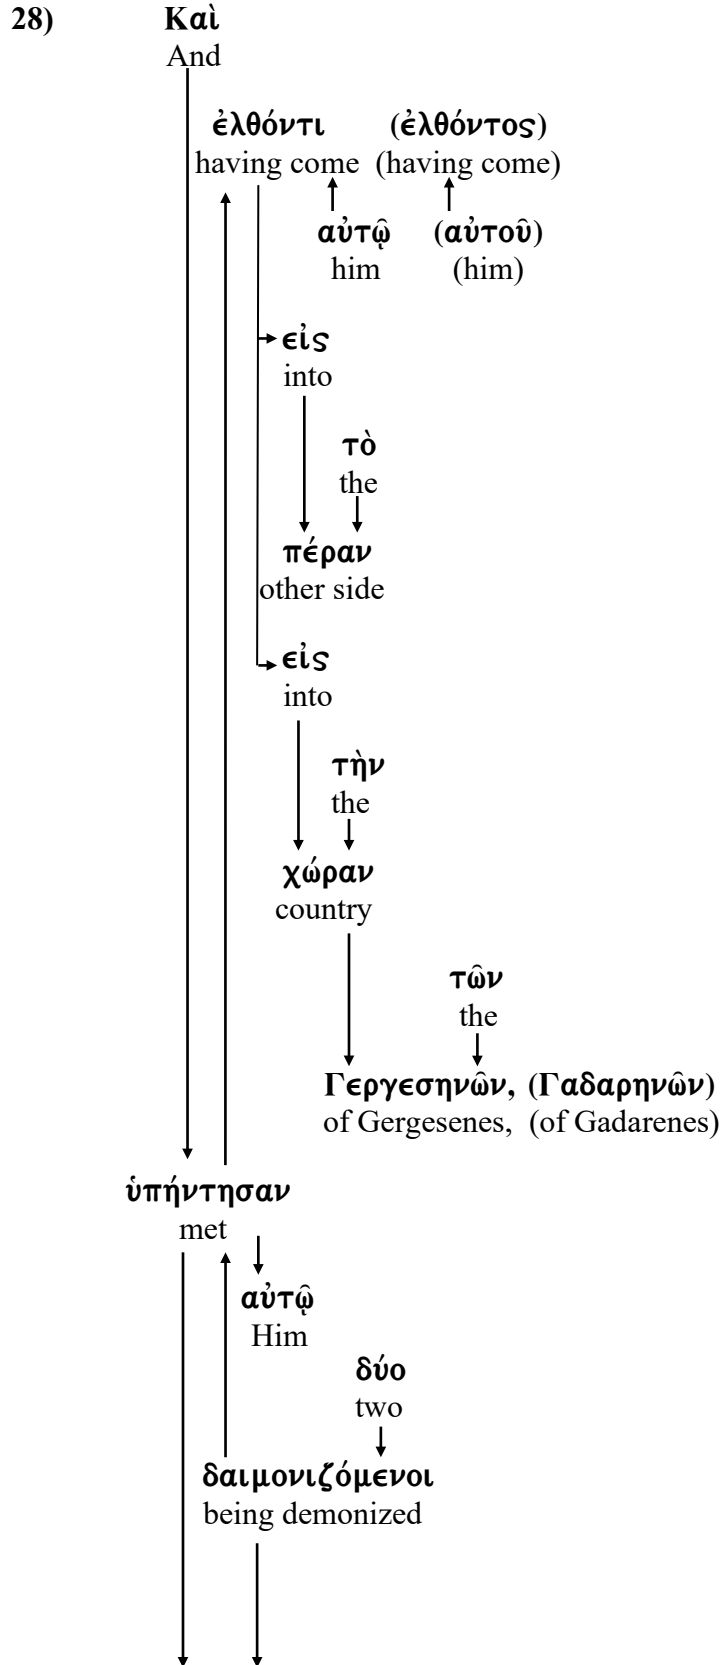 28) Καὶ
And
ἐλθόντι (ἐλθόντος)
having come (having come)
αὐτῷ (αὐτοῦ)
him (him)
εἰς
into
τὸ
the
πέραν
other side
εἰς
into
τὴν
the
χώραν
country
τῶν
the
Γεργεσηνῶν, (Γαδαρηνῶν)
of Gergesenes, (of Gadarenes)
ὑπήντησαν
met
αὐτῷ
Him
δύο
two
δαιμονιζόμενοι
being demonized